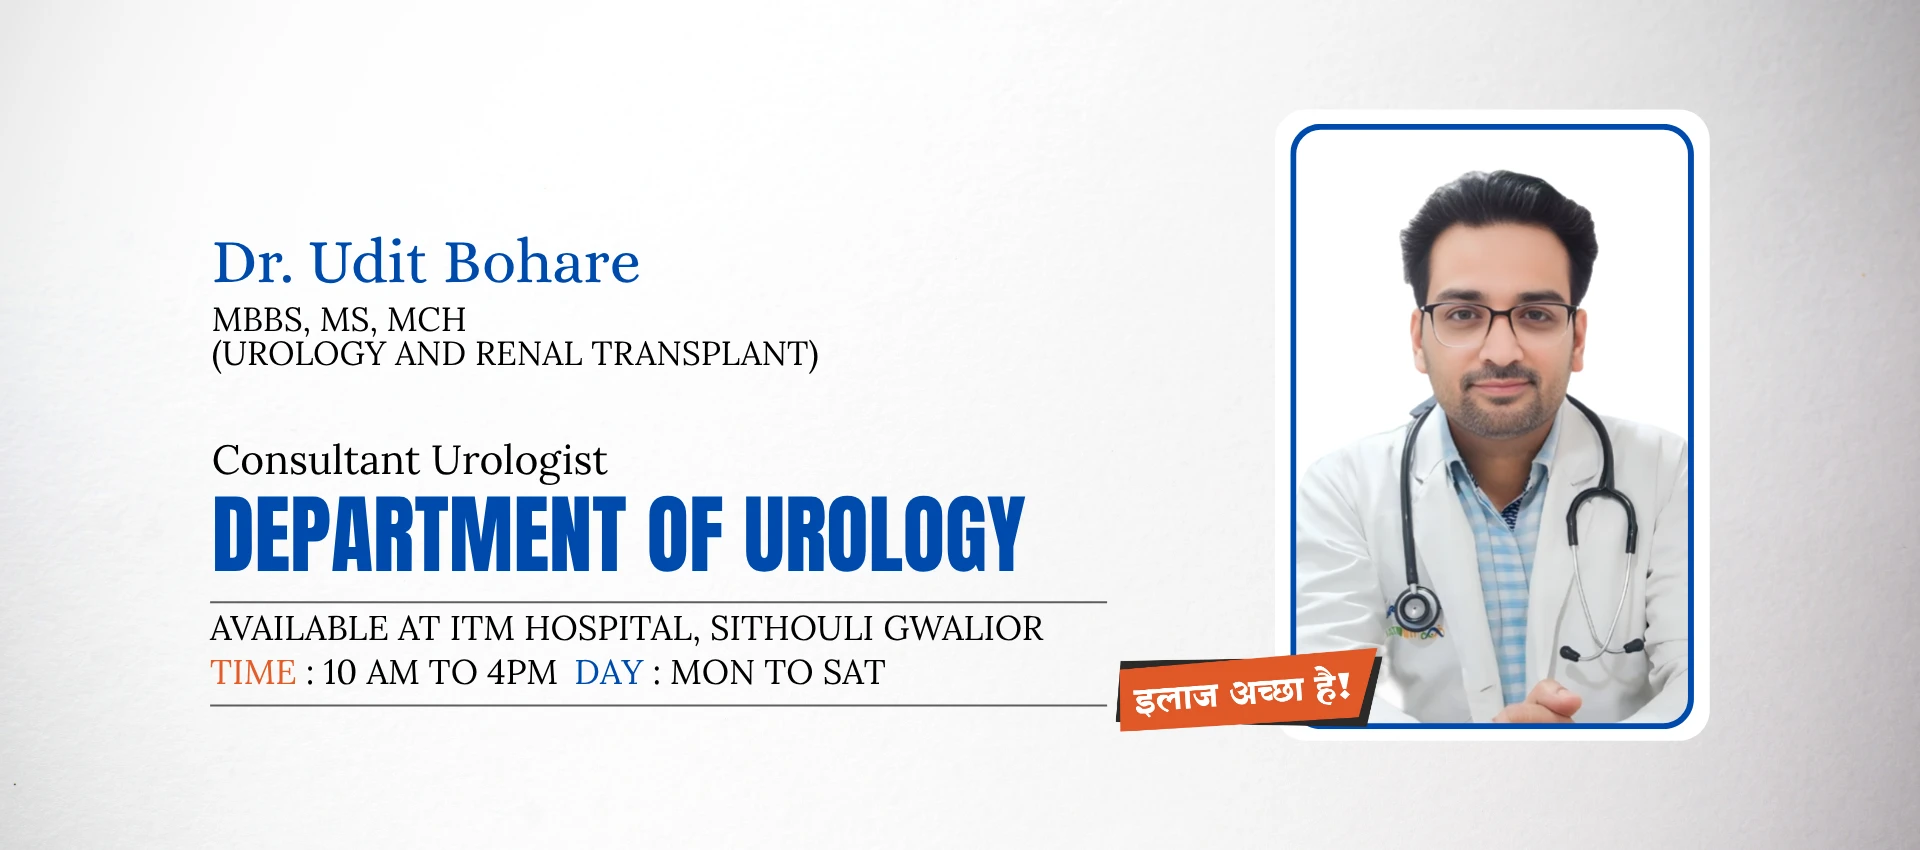 Dr. Udit Bohare
MBBS, MS, MCH
(UROLOGY AND RENAL TRANSPLANT)
Consultant Urologist
DEPARTMENT OF UROLOGY
AVAILABLE AT ITM HOSPITAL, SITHOULI GWALIOR
TIME : 10 AM TO 4PM DAY : MON TO SAT
इलाज अच्छा है!